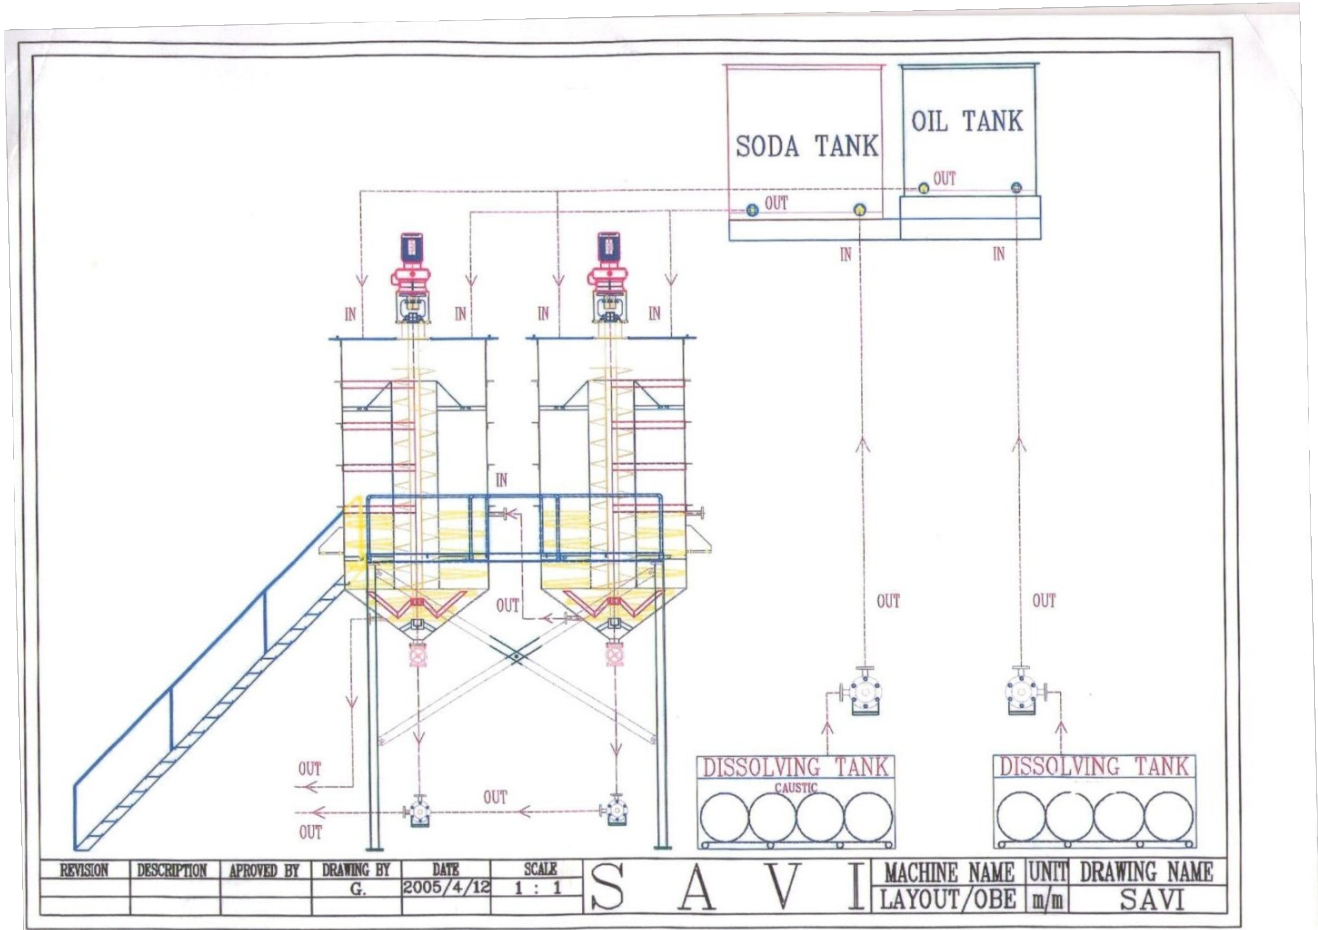 OIL TANK
SODA TANK
OUT
OUT
IN
IN
IN
IN
IN
IN
IN
OUT
OUT
OUT
OUT
OUT
OUT
DISSOLVING TANK
CAUSTIC
DISSOLVING TANK
REVISION DESCRIPTION APROVED BY DRAWING BY DATE SCALE
G. 2005/4/12 1 : 1
S A V I
MACHINE NAME UNIT DRAWING NAME
LAYOUT/OBE m/m SAVI